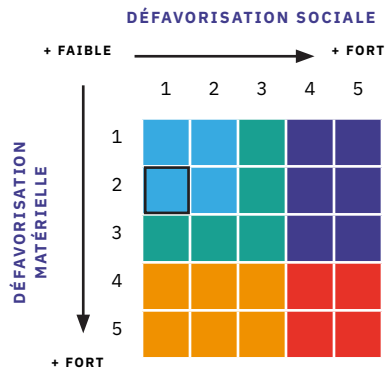 DÉFAVORISATION SOCIALE
+ FAIBLE
+ FORT
1 2 3 4 5
DÉFAVORISATION
MATÉRIELLE
1
2
3
4
5
+ FORT